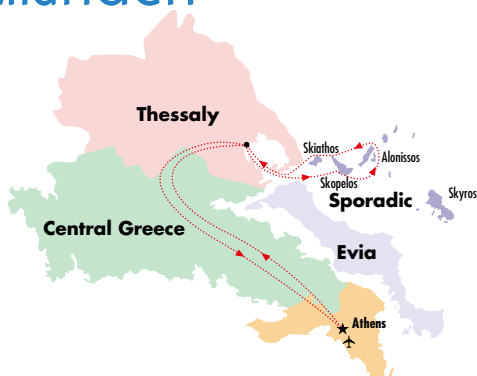 Thessaly
Skiathos
Alonissos
Skopelos
Skyros
Sporadic
Central Greece
Evia
Athens